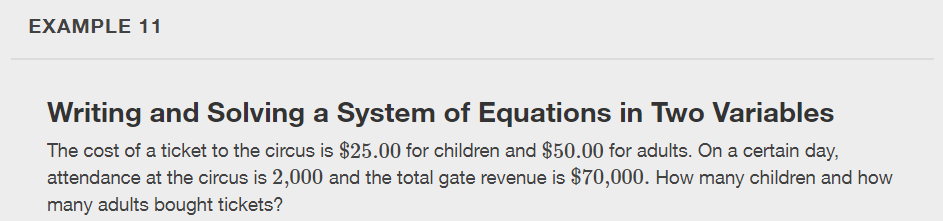 EXAMPLE 11
Writing and Solving a System of Equations in Two Variables
The cost of a ticket to the circus is $25.00 for children and $50.00 for adults. On a certain day,
attendance at the circus is 2,000 and the total gate revenue is $70,000. How many children and how
many adults bought tickets?